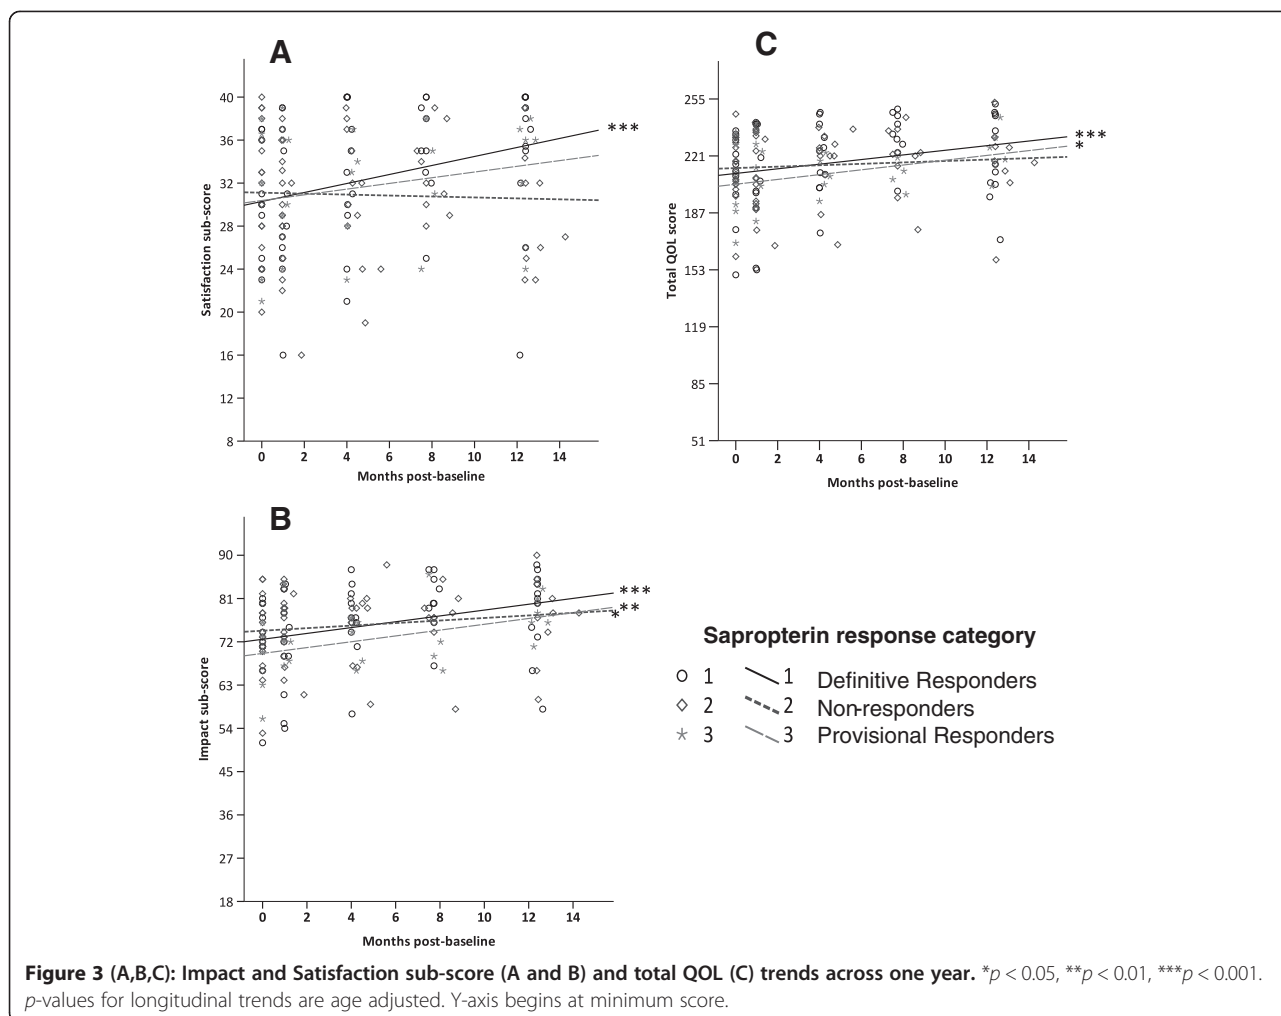 A
40
36
32
28
24
20
16
12
8
Satisfaction sub-score
***
0 2 4 6 8 10 12 14
Months post-baseline
C
255
221
187
153
119
85
51
Total QOL score
***
*
0 2 4 6 8 10 12 14
Months post-baseline
B
90
81
72
63
54
45
36
27
18
Impact sub-score
***
**
*
0 2 4 6 8 10 12 14
Months post-baseline
Sapropterin response category
1 1 Definitive Responders
2 2 Non-responders
3 3 Provisional Responders
Figure 3 (A,B,C): Impact and Satisfaction sub-score (A and B) and total QOL (C) trends across one year. *p < 0.05, **p < 0.01, ***p < 0.001.
p-values for longitudinal trends are age adjusted. Y-axis begins at minimum score.